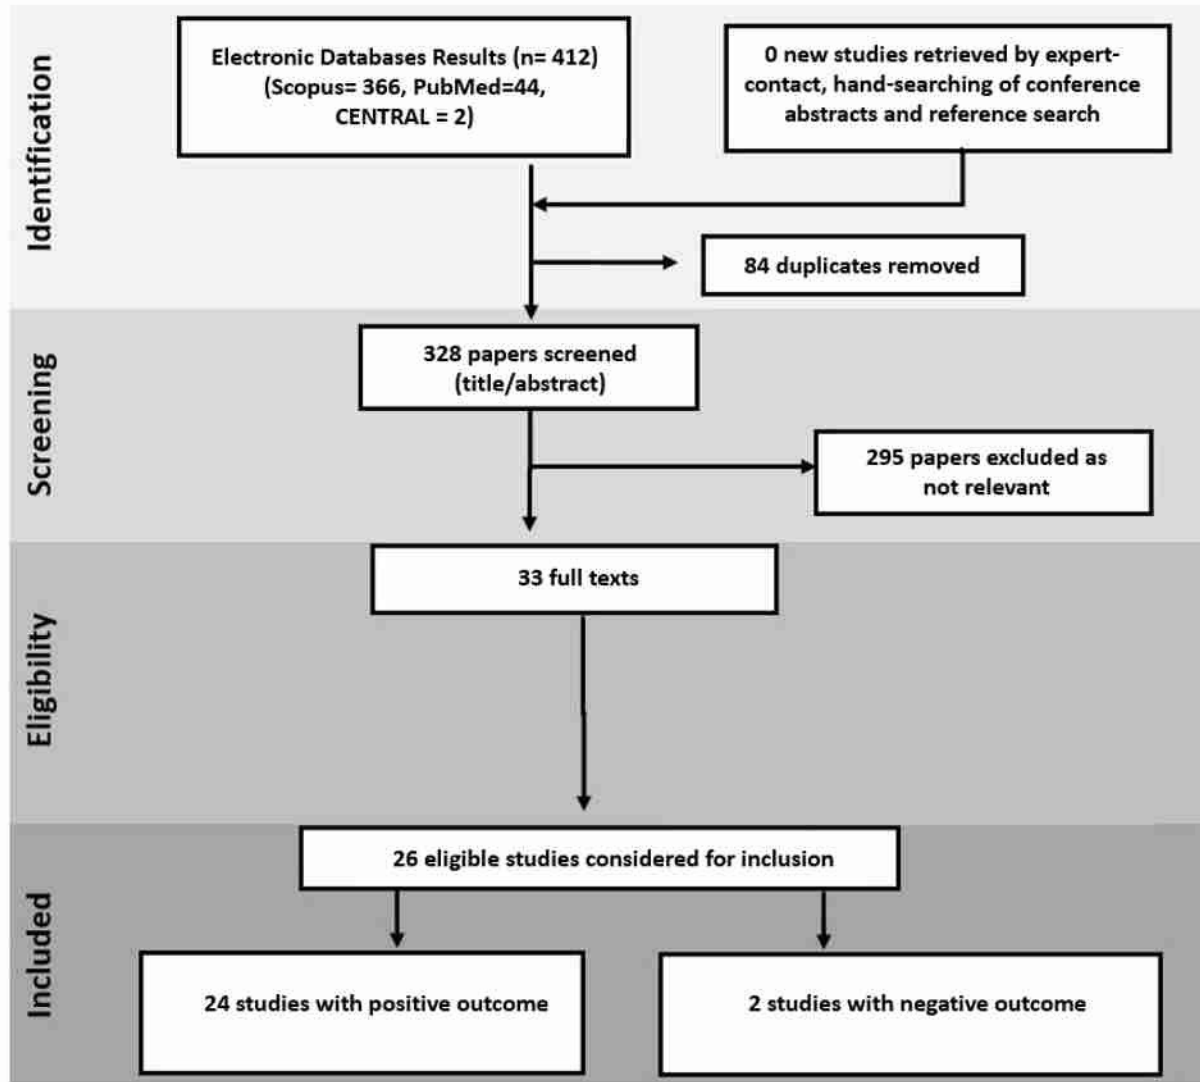 Identification
Electronic Databases Results (n= 412)
(Scopus= 366, PubMed=44,
CENTRAL = 2)
0 new studies retrieved by expert-
contact, hand-searching of conference
abstracts and reference search
84 duplicates removed
Screening
328 papers screened
(title/abstract)
295 papers excluded as
not relevant
Eligibility
33 full texts
Included
26 eligible studies considered for inclusion
24 studies with positive outcome
2 studies with negative outcome